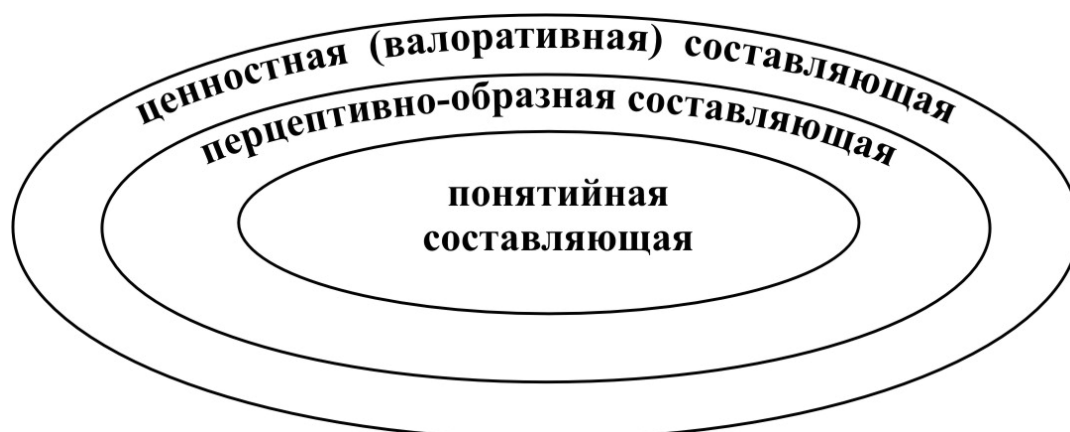 ценностная (валоративная) составляющая
перцептивно-образная составляющая
понятийная
составляющая